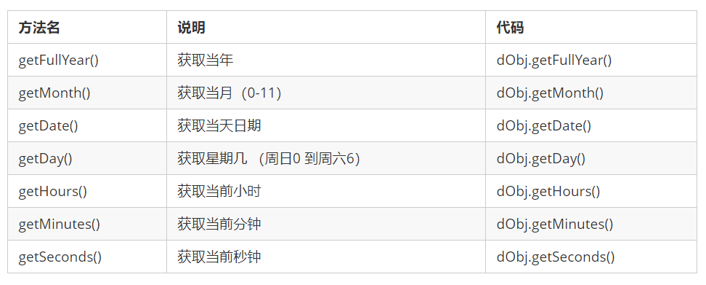 方法名 说明 代码
getFullYear() 获取当年 dObj.getFullYear()
getMonth() 获取当月（0-11） dObj.getMonth()
getDate() 获取当天日期 dObj.getDate()
getDay() 获取星期几 （周日0 到周六6） dObj.getDay()
getHours() 获取当前小时 dObj.getHours()
getMinutes() 获取当前分钟 dObj.getMinutes()
getSeconds() 获取当前秒钟 dObj.getSeconds()